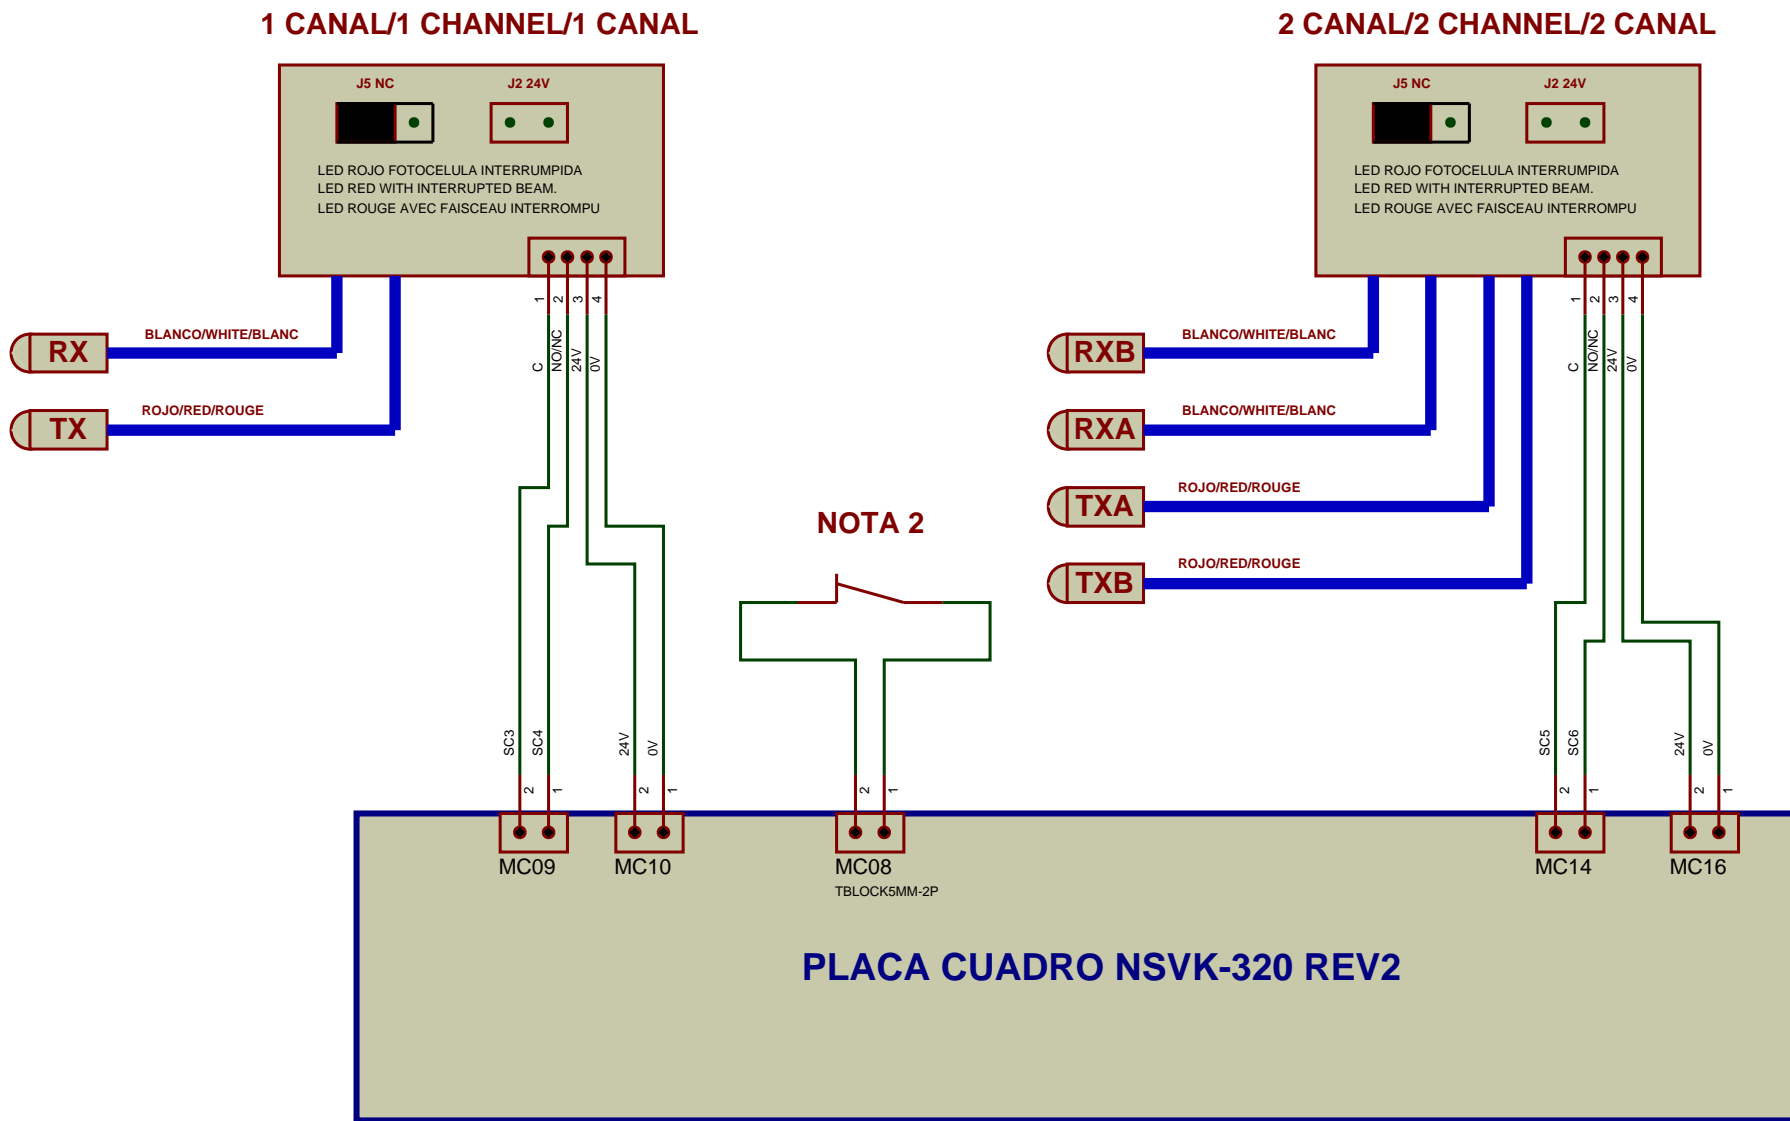 1 CANAL/1 CHANNEL/1 CANAL
J5 NC
J2 24V
LED ROJO FOTOCELULA INTERRUMPIDA
LED RED WITH INTERRUPTED BEAM.
LED ROUGE AVEC FAISCEAU INTERROMPU
1
2
3
4
C
NO/NC
24V
0V
RX
BLANCO/WHITE/BLANC
TX
ROJO/RED/ROUGE
2 CANAL/2 CHANNEL/2 CANAL
J5 NC
J2 24V
LED ROJO FOTOCELULA INTERRUMPIDA
LED RED WITH INTERRUPTED BEAM.
LED ROUGE AVEC FAISCEAU INTERROMPU
1
2
3
4
C
NO/NC
24V
0V
RXB
BLANCO/WHITE/BLANC
RXA
BLANCO/WHITE/BLANC
TXA
ROJO/RED/ROUGE
TXB
ROJO/RED/ROUGE
NOTA 2
SC3
SC4
24V
0V
2
1
2
1
2
1
SC5
SC6
24V
0V
2
1
2
1
MC09
MC10
MC08
TBLOCK5MM-2P
MC14
MC16
PLACA CUADRO NSVK-320 REV2